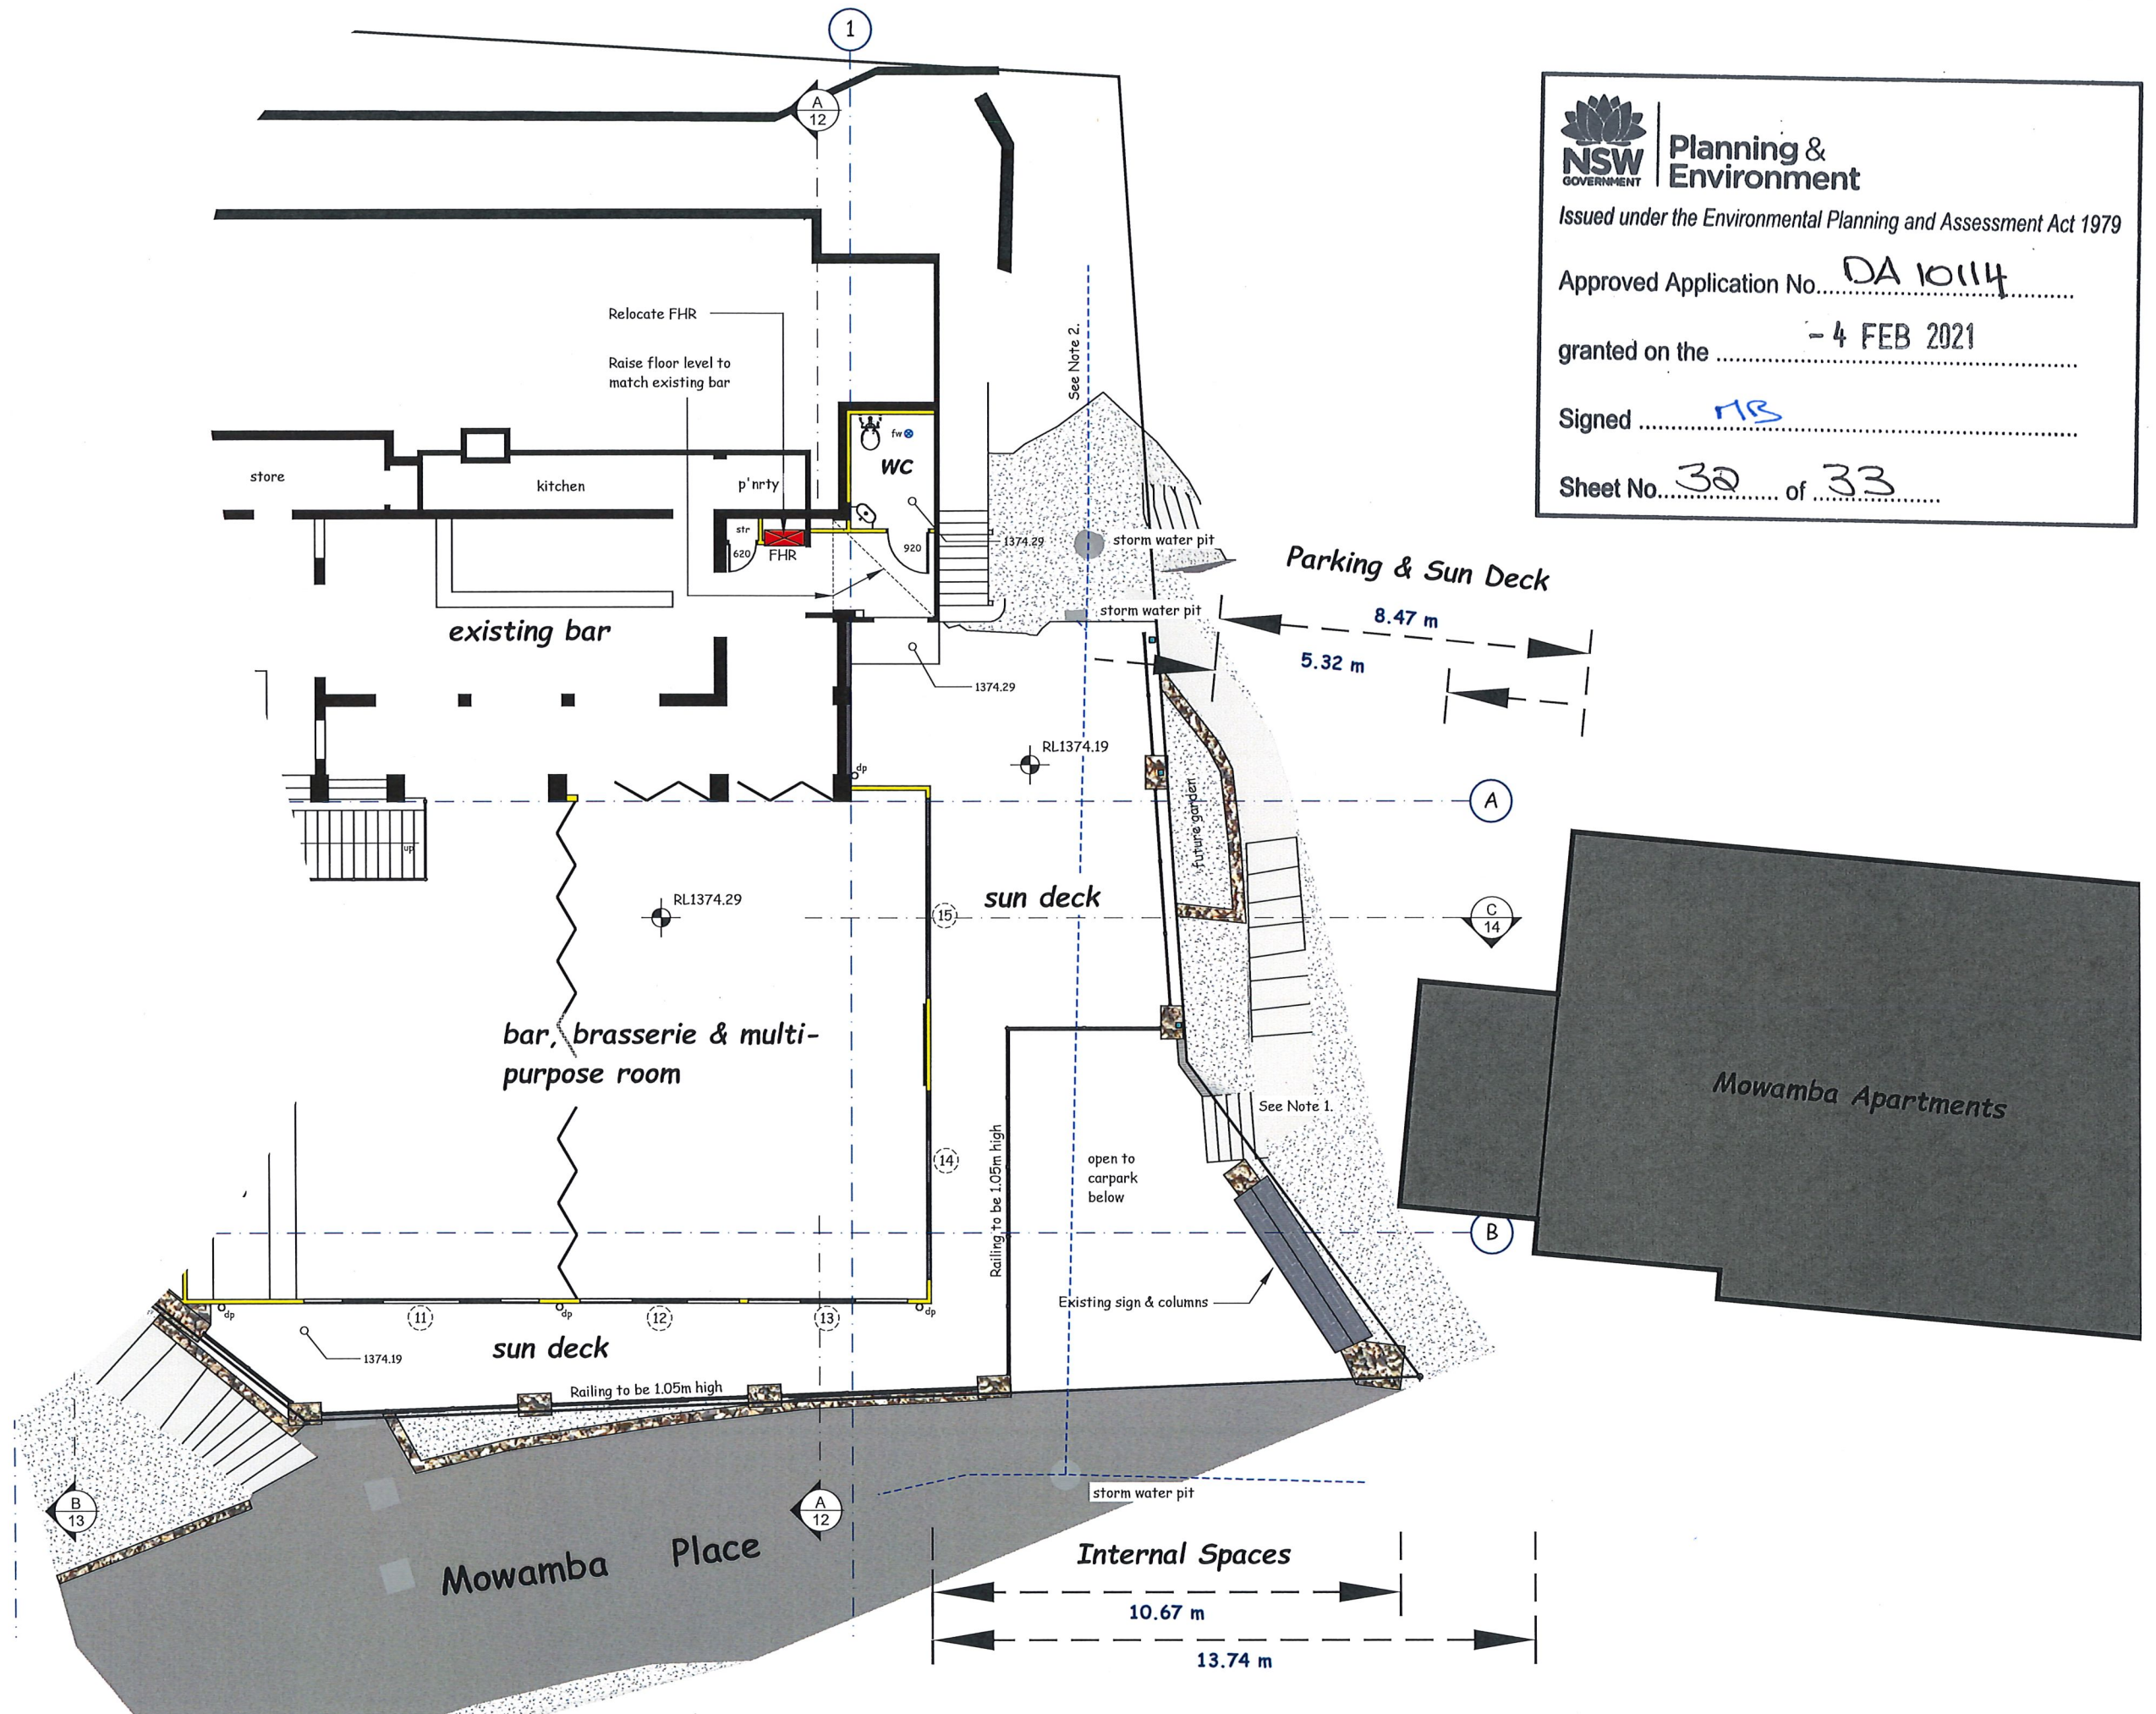 1
A
12
NSW
GOVERNMENT
Planning &
Environment
Issued under the Environmental Planning and Assessment Act 1979
Approved Application No. DA 10114
granted on the - 4 FEB 2021
Signed MB
Sheet No. 32 of 33
Relocate FHR
Raise floor level to
match existing bar
See Note 2.
store
kitchen
p'nrty
WC
fw
str
620
FHR
920
1374.29
storm water pit
storm water pit
Parking & Sun Deck
8.47 m
5.32 m
existing bar
1374.29
RL1374.19
dp
future garden
A
up
RL1374.29
15
sun deck
C
14
bar, brasserie & multi-
purpose room
Mowamba Apartments
See Note 1.
14
open to
carpark
below
Railing to be 1.05m high
B
Existing sign & columns
dp
11
dp
12
13
dp
1374.19
sun deck
Railing to be 1.05m high
B
13
A
12
storm water pit
Mowamba Place
Internal Spaces
10.67 m
13.74 m